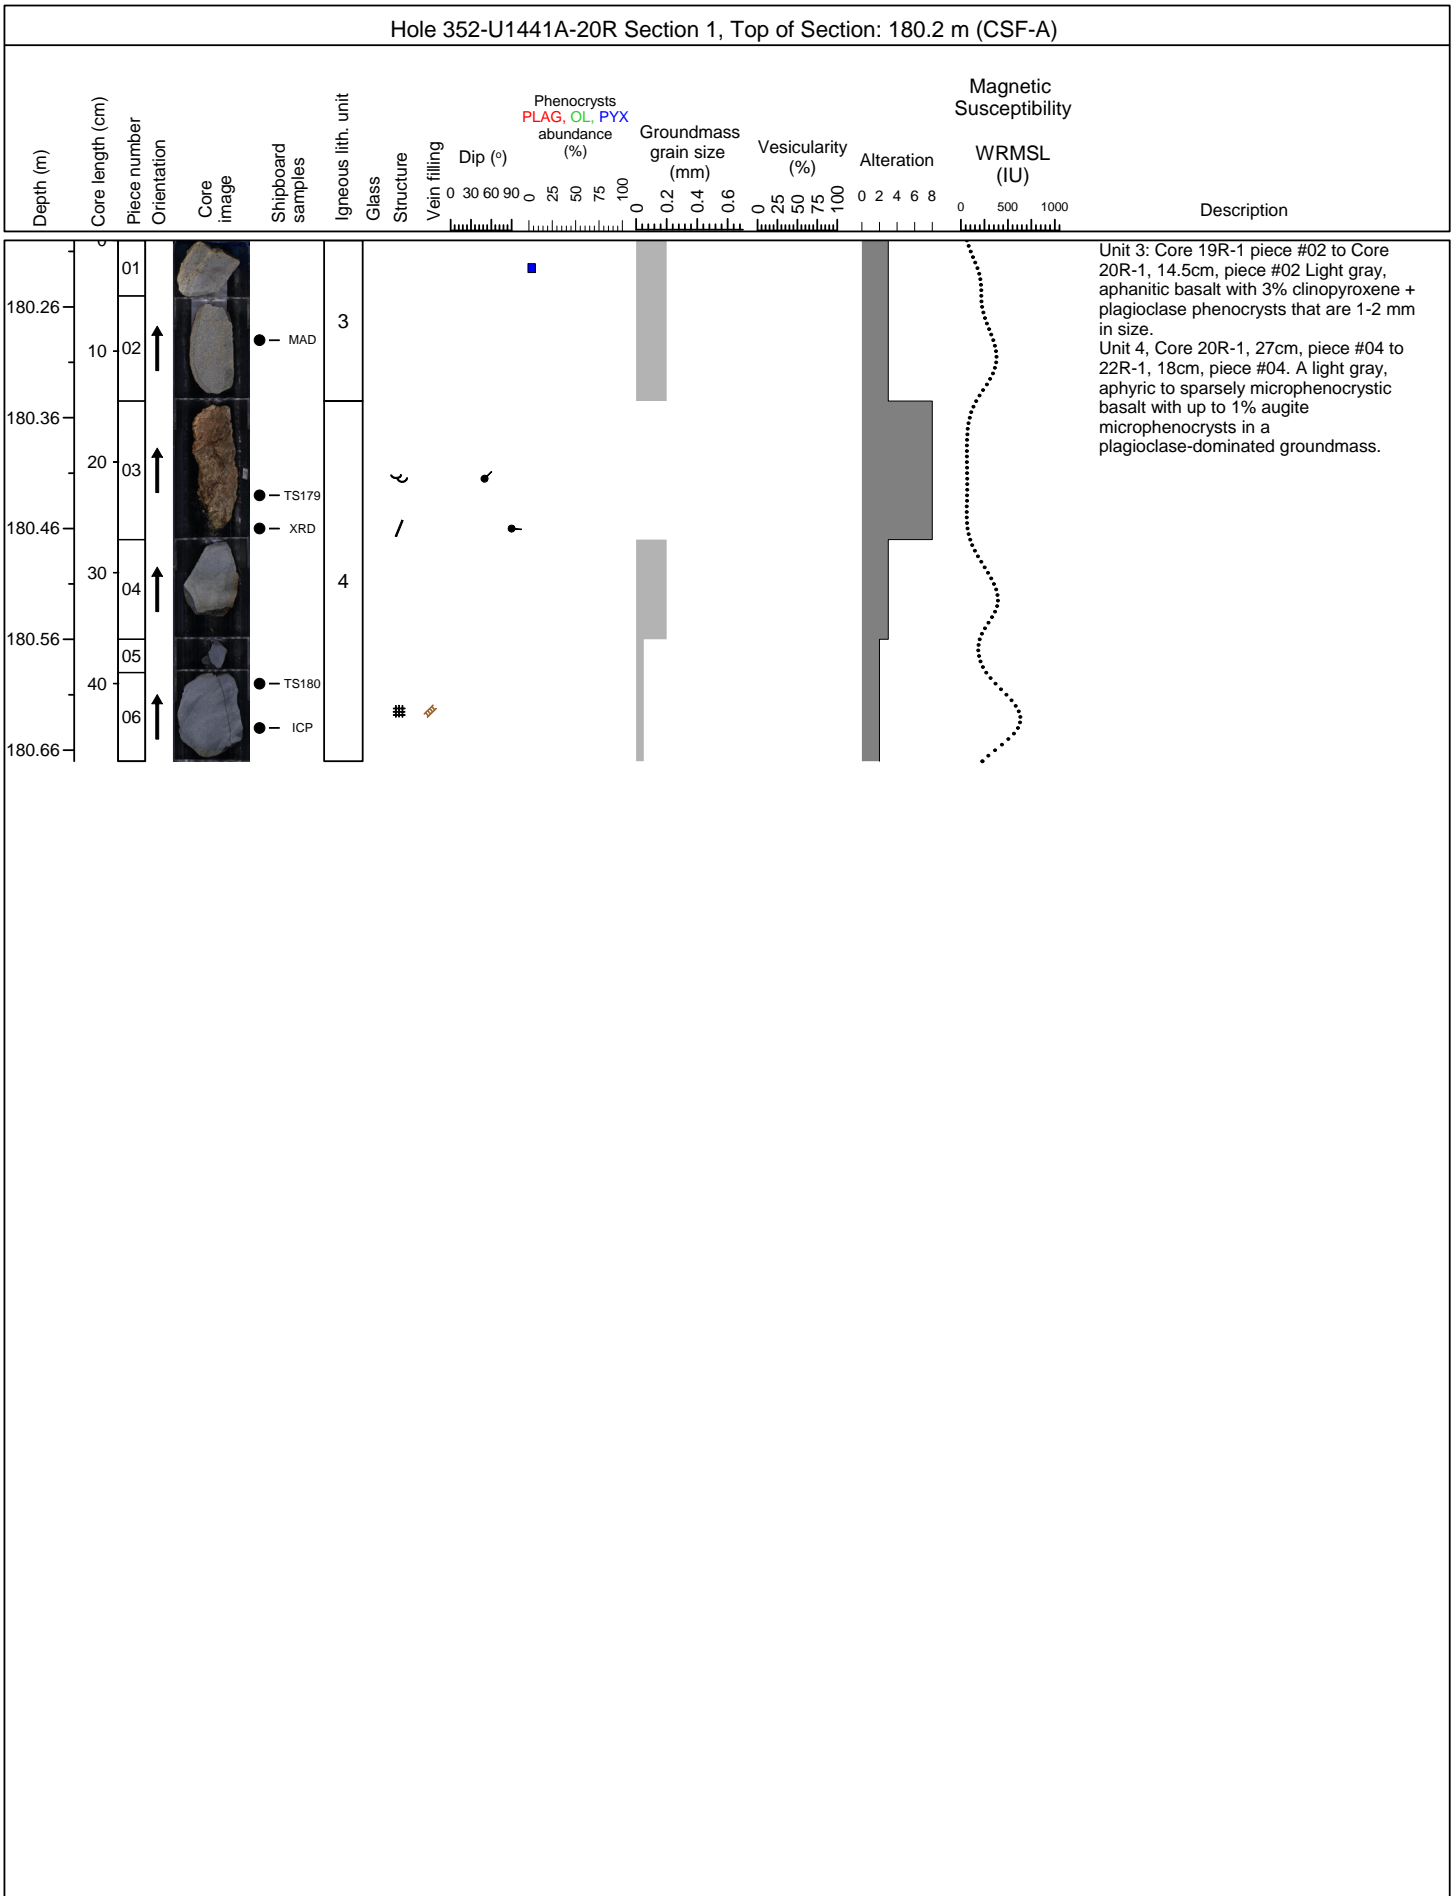 Hole 352-U1441A-20R Section 1, Top of Section: 180.2 m (CSF-A)
Depth (m)
Core length (cm)
Piece number
Orientation
Core
image
Shipboard
samples
Igneous lith. unit
Glass
Structure
Vein filling
Dip (o)
0 30 60 90
Phenocrysts
PLAG, OL, PYX
abundance
(%)
0 25 50 75 100
Groundmass
grain size
(mm)
0 0.2 0.4 0.6
Vesicularity
(%)
0 25 50 75 100
Alteration
0 2 4 6 8
Magnetic
Susceptibility
WRMSL
(IU)
0 500 1000
Description
0
01
180.26
10
02
MAD
3
180.36
20
03
TS179
180.46
XRD
30
04
4
180.56
05
40
TS180
06
ICP
180.66
Unit 3: Core 19R-1 piece #02 to Core
20R-1, 14.5cm, piece #02 Light gray,
aphanitic basalt with 3% clinopyroxene +
plagioclase phenocrysts that are 1-2 mm
in size.
Unit 4, Core 20R-1, 27cm, piece #04 to
22R-1, 18cm, piece #04. A light gray,
aphyric to sparsely microphenocrystic
basalt with up to 1% augite
microphenocrysts in a
plagioclase-dominated groundmass.